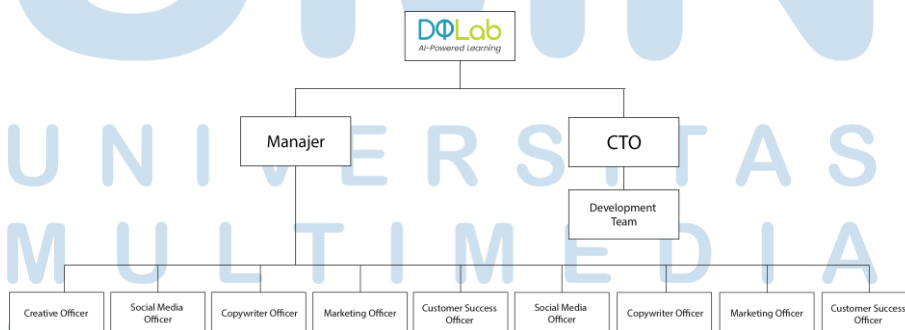 DQLab
AI-Powered Learning
Manajer
CTO
UNIVERSITAS
Development
Team
MULTIMEDIA
Creative Officer
Social Media
Officer
Copywriter Officer
Marketing Officer
Customer Success
Officer
Social Media
Officer
Copywriter Officer
Marketing Officer
Customer Success
Officer